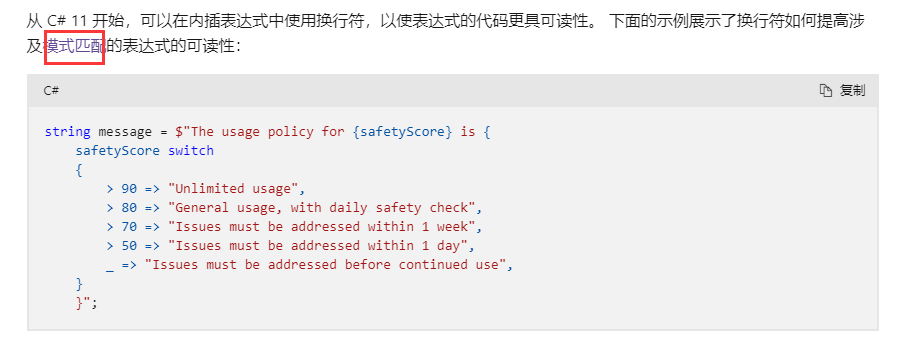 从 C# 11 开始，可以在内插表达式中使用换行符，以使表达式的代码更具可读性。 下面的示例展示了换行符如何提高涉
及模式匹配的表达式的可读性：
C# 复制
string message = $"The usage policy for {safetyScore} is {
    safetyScore switch
    {
        > 90 => "Unlimited usage",
        > 80 => "General usage, with daily safety check",
        > 70 => "Issues must be addressed within 1 week",
        > 50 => "Issues must be addressed within 1 day",
        _ => "Issues must be addressed before continued use",
    }
    }";